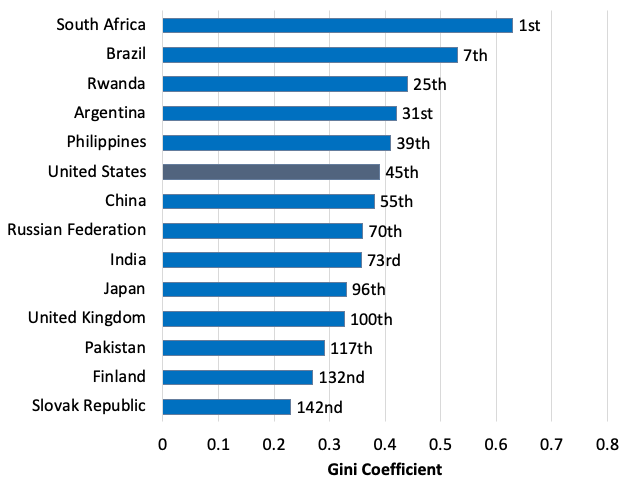 South Africa 1st
Brazil 7th
Rwanda 25th
Argentina 31st
Philippines 39th
United States 45th
China 55th
Russian Federation 70th
India 73rd
Japan 96th
United Kingdom 100th
Pakistan 117th
Finland 132nd
Slovak Republic 142nd
0 0.1 0.2 0.3 0.4 0.5 0.6 0.7 0.8
Gini Coefficient